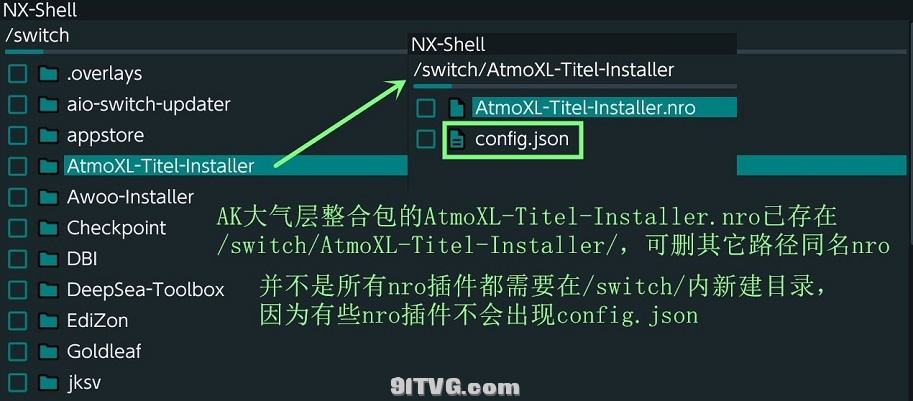 NX-Shell
/switch
.overlays
aio-switch-updater
appstore
AtmoXL-Titel-Installer
Awoo-Installer
Checkpoint
DBI
DeepSea-Toolbox
EdiZon
Goldleaf
jksv
NX-Shell
/switch/AtmoXL-Titel-Installer
AtmoXL-Titel-Installer.nro
config.json
AK大气层整合包的AtmoXL-Titel-Installer.nro已存在
/switch/AtmoXL-Titel-Installer/，可删其它路径同名nro
并不是所有nro插件都需要在/switch/内新建目录，
因为有些nro插件不会出现config.json
91TVG.com